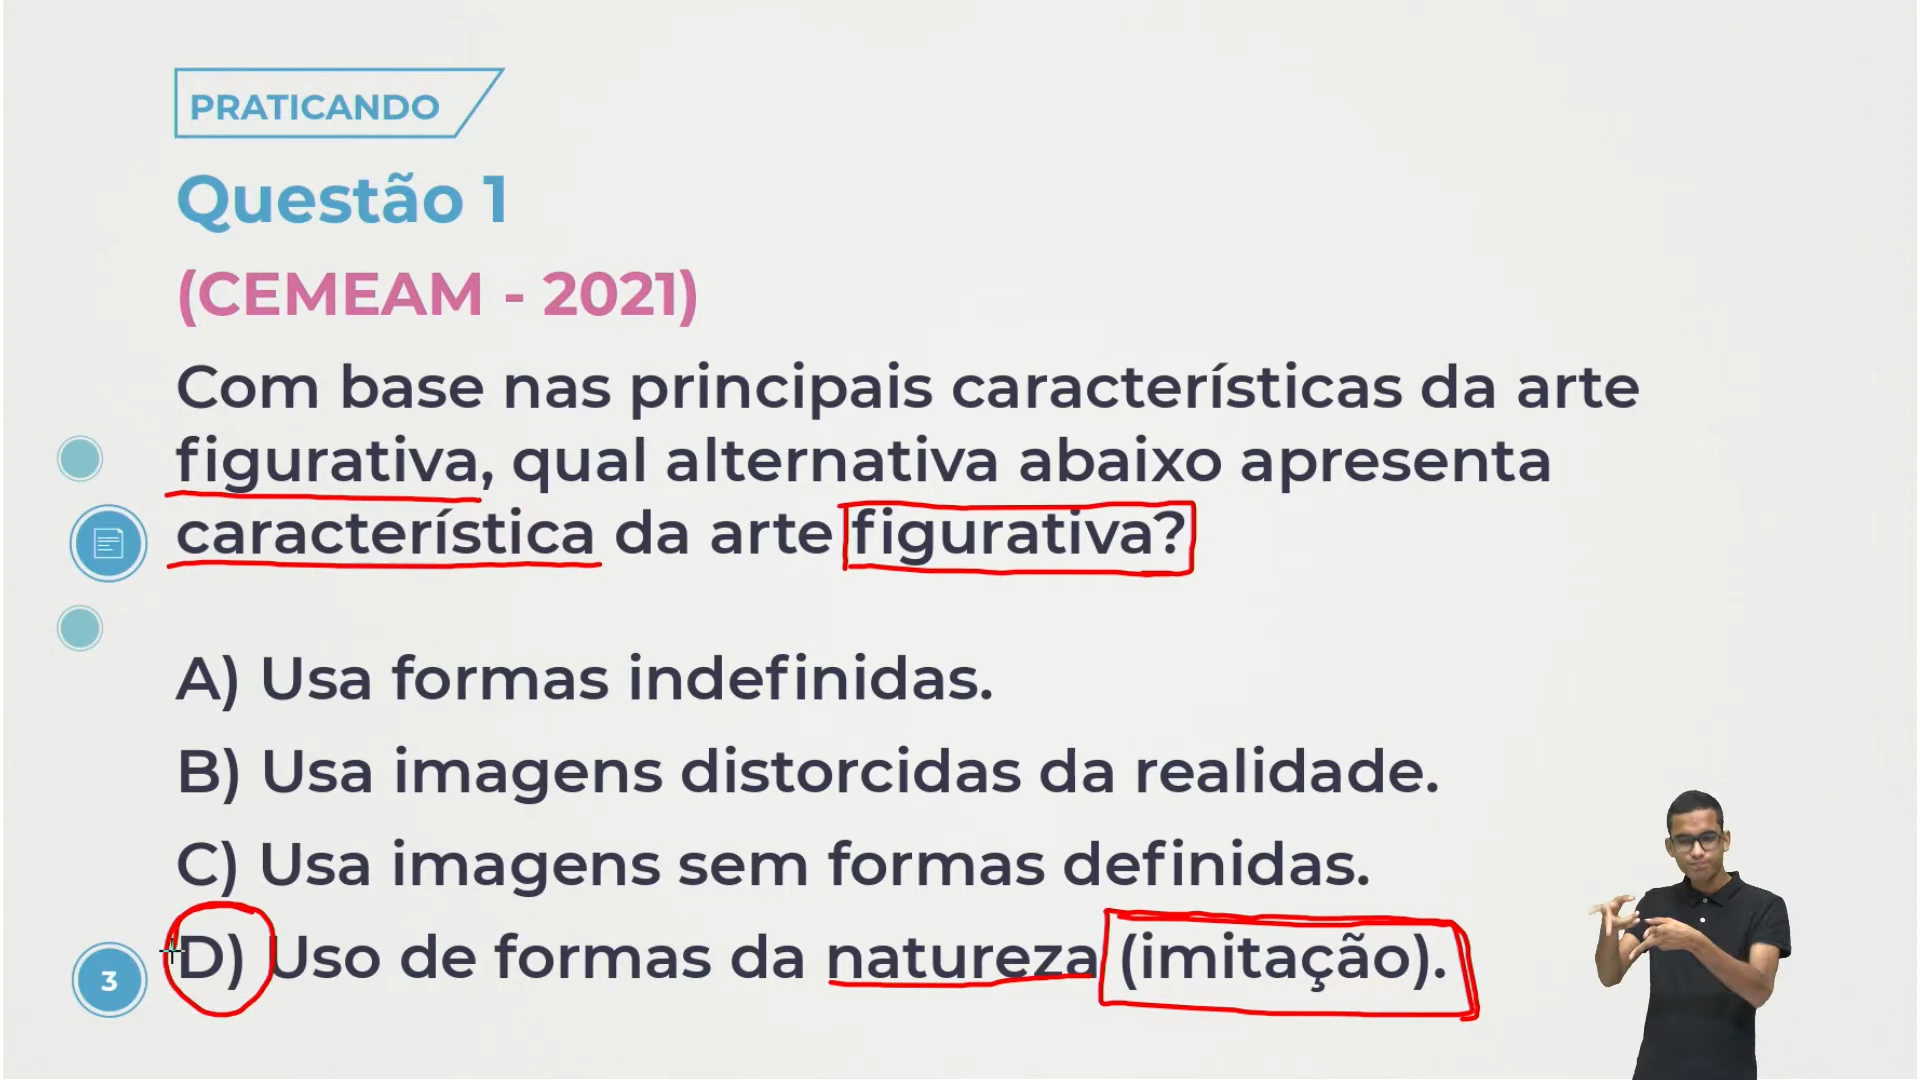 PRATICANDO
Questão 1
(CEMEAM - 2021)
Com base nas principais características da arte
figurativa, qual alternativa abaixo apresenta
característica da arte figurativa?
A) Usa formas indefinidas.
B) Usa imagens distorcidas da realidade.
C) Usa imagens sem formas definidas.
D) Uso de formas da natureza (imitação).
3